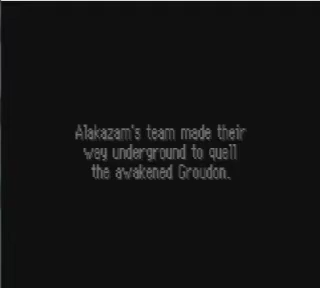 Alakazam's team made their
way underground to quell
the awakened Groudon.